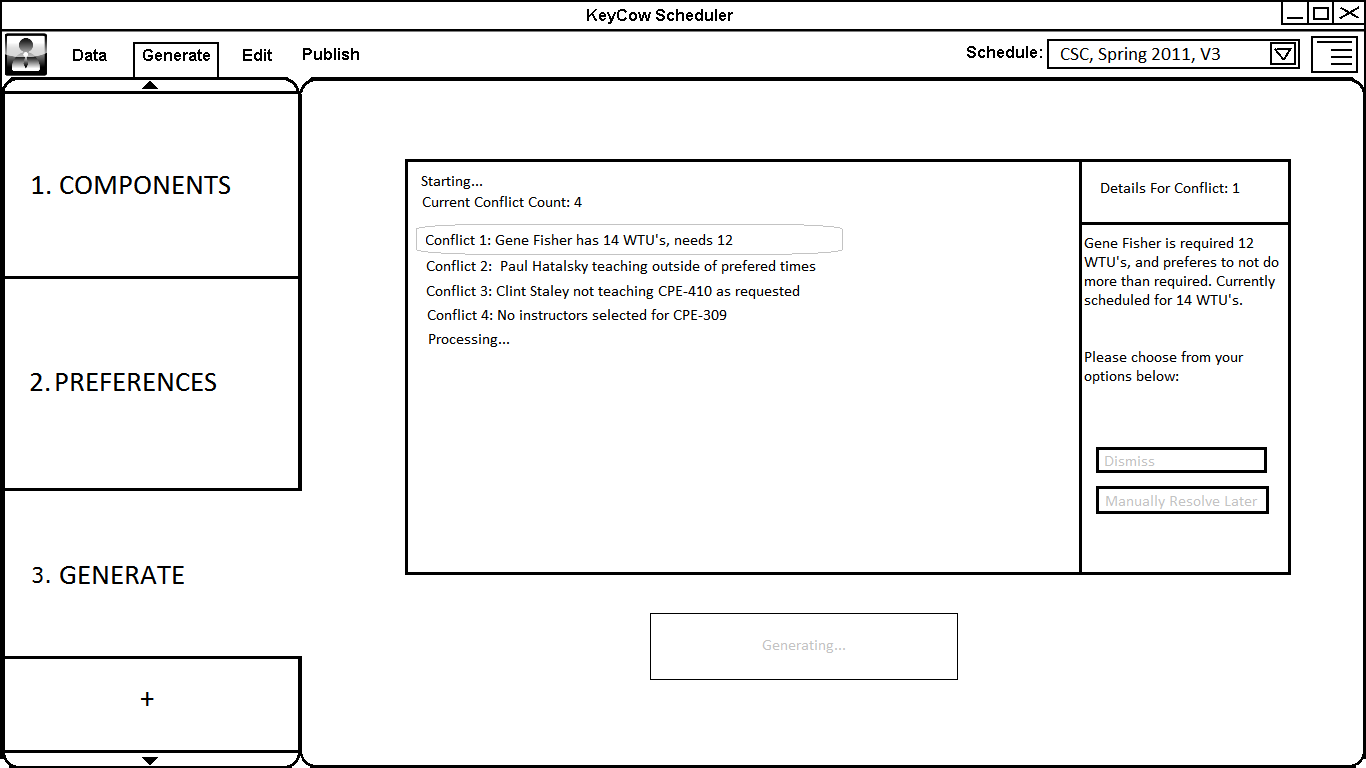 KeyCow Scheduler
Data Generate Edit Publish Schedule: CSC, Spring 2011, V3
1. COMPONENTS
2. PREFERENCES
3. GENERATE
+
Starting...
Current Conflict Count: 4
Conflict 1: Gene Fisher has 14 WTU's, needs 12
Conflict 2:  Paul Hatalsky teaching outside of prefered times
Conflict 3: Clint Staley not teaching CPE-410 as requested
Conflict 4: No instructors selected for CPE-309
Processing...
Details For Conflict: 1
Gene Fisher is required 12
WTU's, and preferes to not do
more than required. Currently
scheduled for 14 WTU's.
Please choose from your
options below:
Dismiss
Manually Resolve Later
Generating...